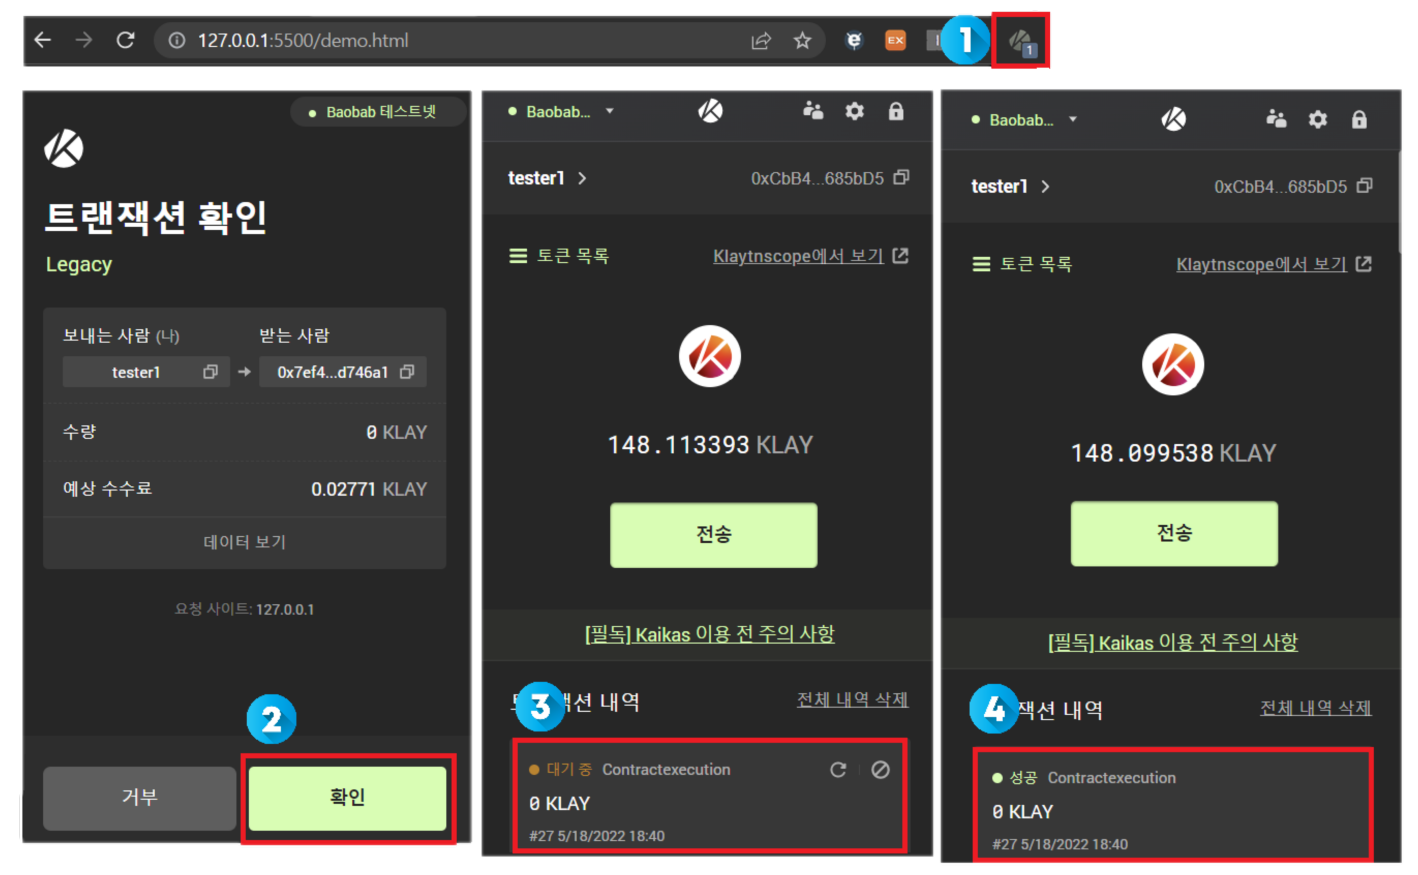 127.0.0.1:5500/demo.html
EX
1
1
Baobab 테스트넷
트랜잭션 확인
Legacy
보내는 사람 (나) 받는 사람
tester1 0x7ef4...d746a1
수량 0 KLAY
예상 수수료 0.02771 KLAY
데이터 보기
요청 사이트: 127.0.0.1
2
거부 확인
Baobab...
tester1 0xCbB4...685bD5
토큰 목록 Klaytnscope에서 보기
148.113393 KLAY
전송
[필독] Kaikas 이용 전 주의 사항
3 내역 전체 내역 삭제
대기 중 Contractexecution
0 KLAY
#27 5/18/2022 18:40
Baobab...
tester1 0xCbB4...685bD5
토큰 목록 Klaytnscope에서 보기
148.099538 KLAY
전송
[필독] Kaikas 이용 전 주의 사항
4 잭션 내역 전체 내역 삭제
성공 Contractexecution
0 KLAY
#27 5/18/2022 18:40